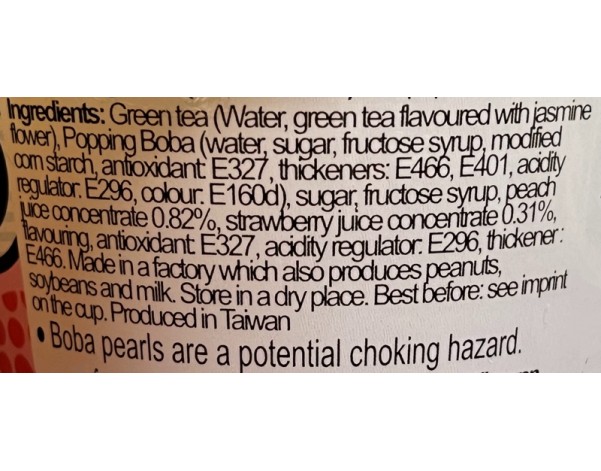 Ingredients: Green tea (Water, green tea flavoured with jasmine
flower), Popping Boba (water, sugar, fructose syrup, modified
corn starch, antioxidant: E327, thickeners: E466, E401, acidity
regulator: E296, colour: E160d), sugar, fructose syrup, peach
juice concentrate 0.82%, strawberry juice concentrate 0.31%,
flavouring, antioxidant: E327, acidity regulator: E296, thickener:
E466. Made in a factory which also produces peanuts,
soybeans and milk. Store in a dry place. Best before: see imprint
on the cup. Produced in Taiwan
• Boba pearls are a potential choking hazard.